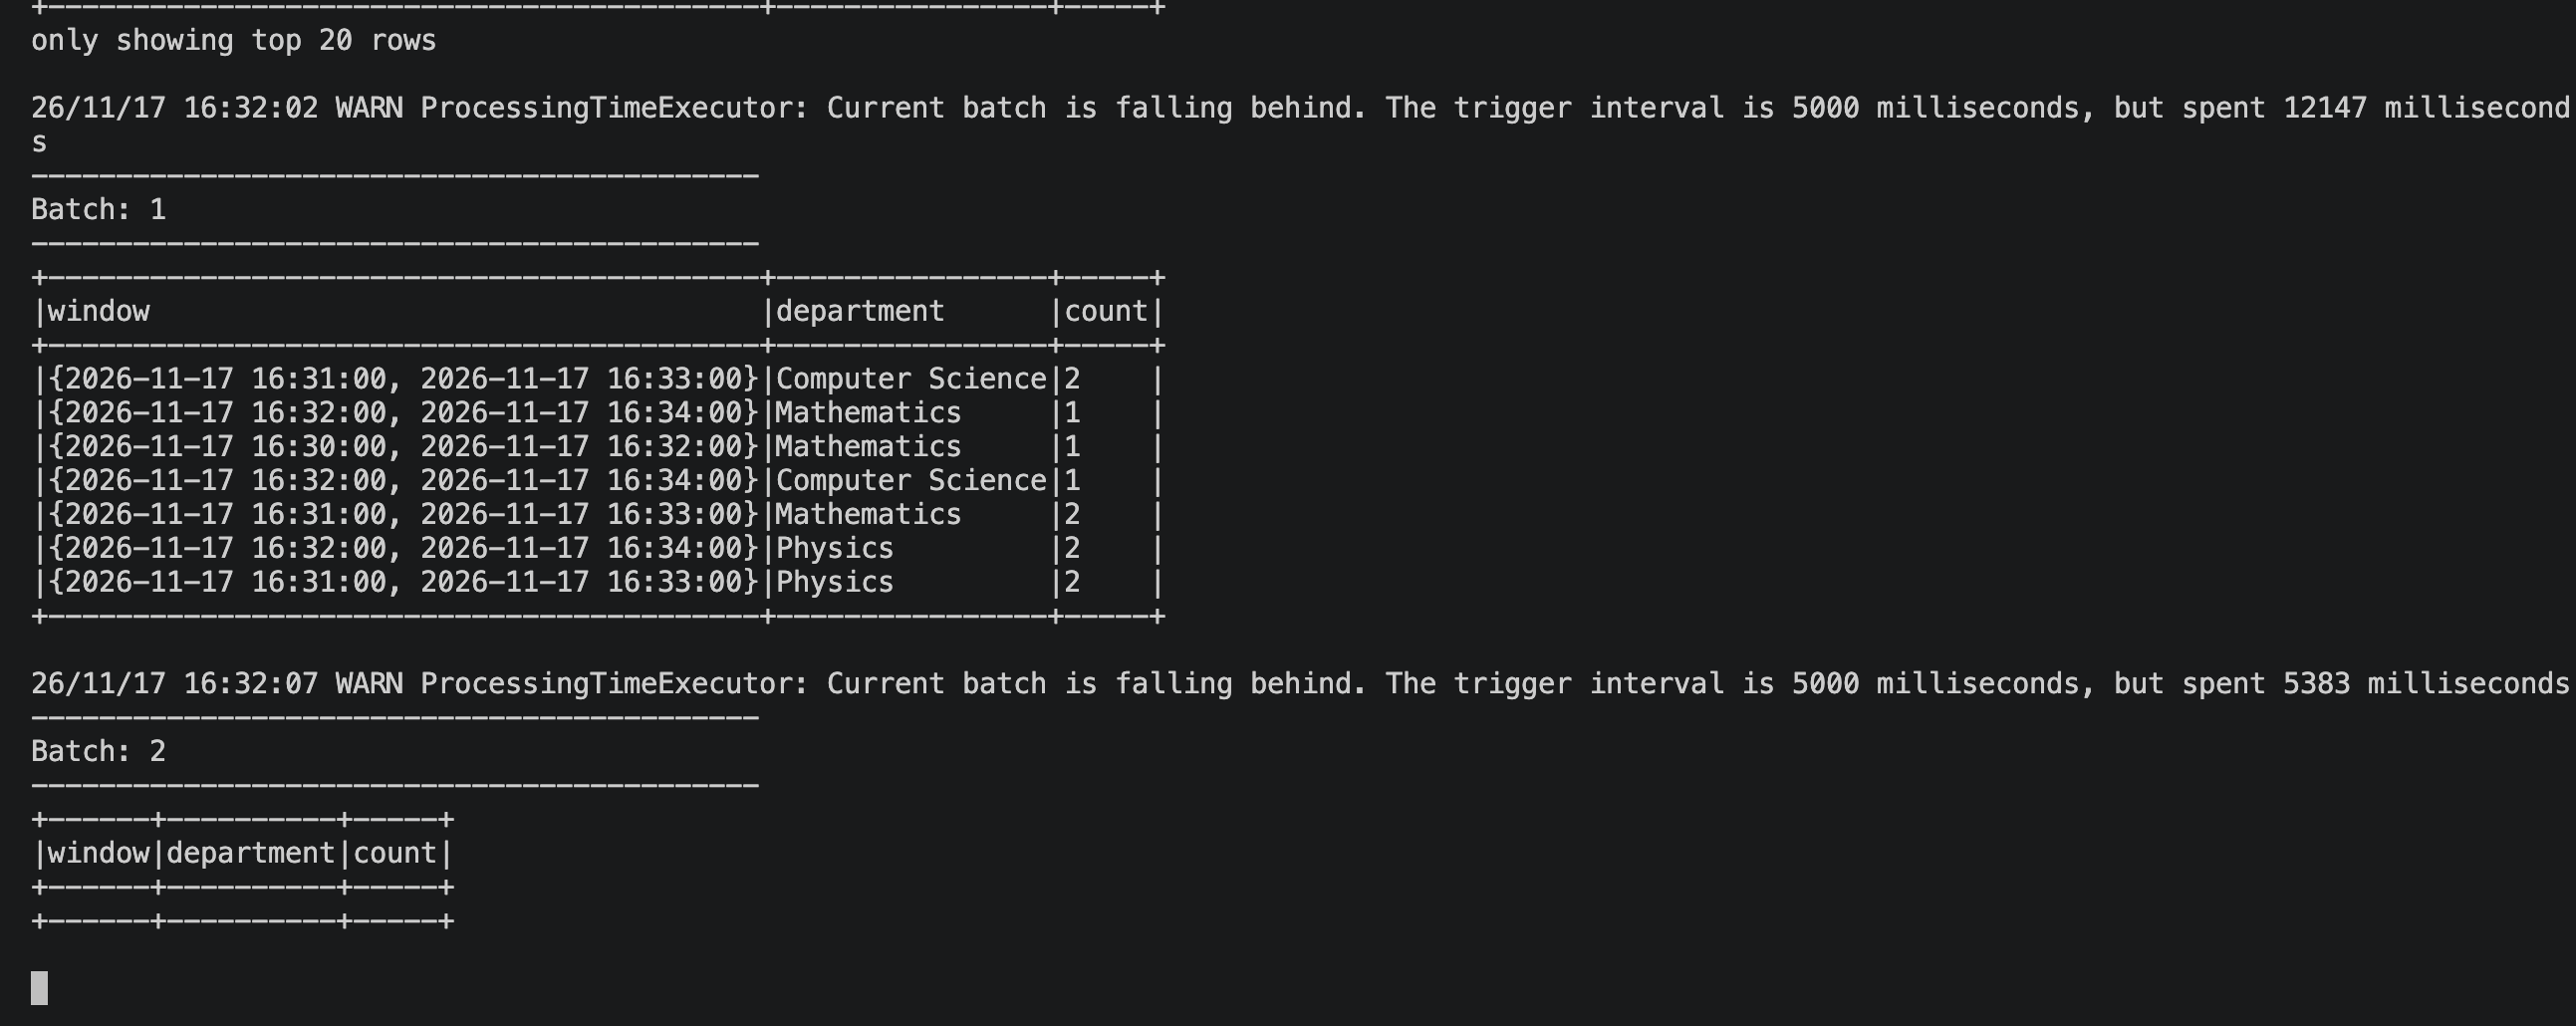 +------------------------------------------+----------------+-----+
only showing top 20 rows
26/11/17 16:32:02 WARN ProcessingTimeExecutor: Current batch is falling behind. The trigger interval is 5000 milliseconds, but spent 12147 millisecond
s
-------------------------------------------
Batch: 1
-------------------------------------------
+------------------------------------------+----------------+-----+
|window                                    |department      |count|
+------------------------------------------+----------------+-----+
|{2026-11-17 16:31:00, 2026-11-17 16:33:00}|Computer Science|2    |
|{2026-11-17 16:32:00, 2026-11-17 16:34:00}|Mathematics     |1    |
|{2026-11-17 16:30:00, 2026-11-17 16:32:00}|Mathematics     |1    |
|{2026-11-17 16:32:00, 2026-11-17 16:34:00}|Computer Science|1    |
|{2026-11-17 16:31:00, 2026-11-17 16:33:00}|Mathematics     |2    |
|{2026-11-17 16:32:00, 2026-11-17 16:34:00}|Physics         |2    |
|{2026-11-17 16:31:00, 2026-11-17 16:33:00}|Physics         |2    |
+------------------------------------------+----------------+-----+
26/11/17 16:32:07 WARN ProcessingTimeExecutor: Current batch is falling behind. The trigger interval is 5000 milliseconds, but spent 5383 milliseconds
-------------------------------------------
Batch: 2
-------------------------------------------
+------+----------+-----+
|window|department|count|
+------+----------+-----+
+------+----------+-----+